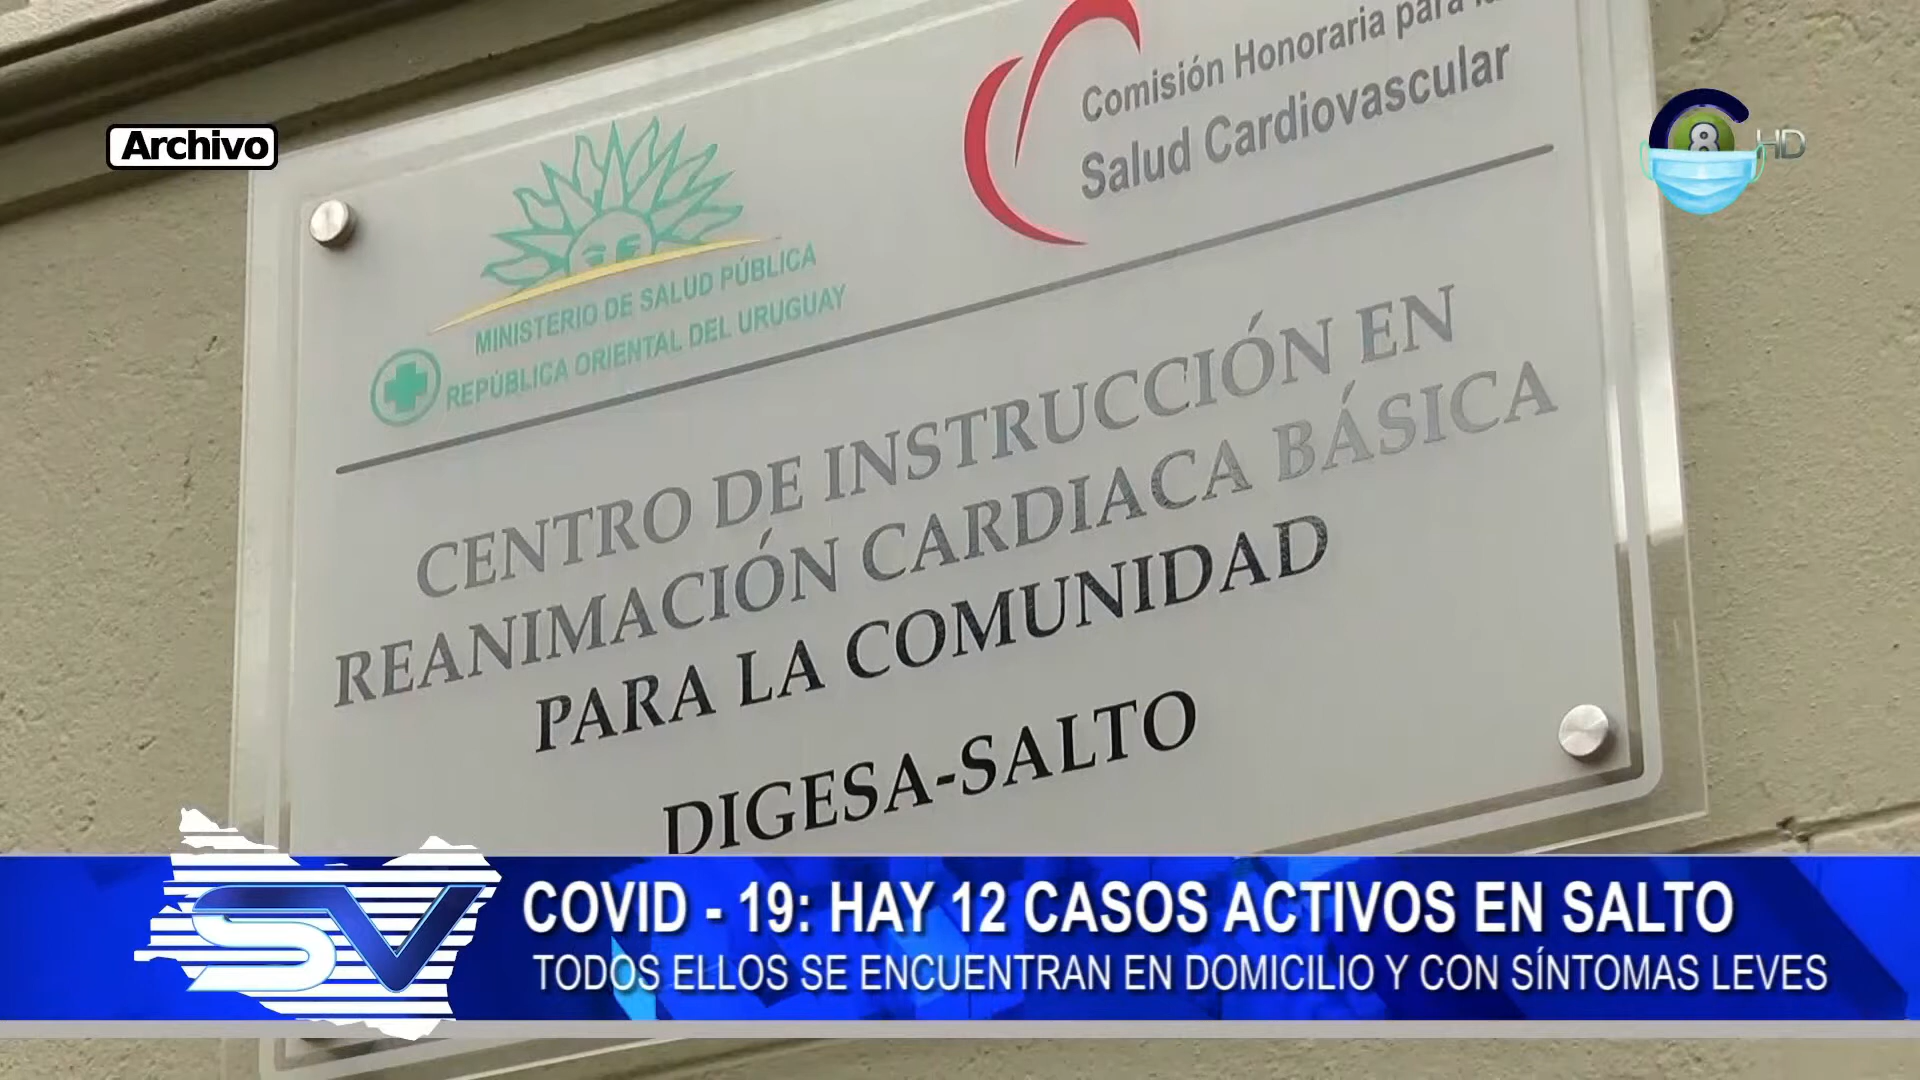 Archivo
Comisión Honoraria para
Salud Cardiovascular
8 HD
MINISTERIO DE SALUD PÚBLICA
REPÚBLICA ORIENTAL DEL URUGUAY
CENTRO DE INSTRUCCIÓN EN
REANIMACIÓN CARDIACA BÁSICA
PARA LA COMUNIDAD
DIGESA-SALTO
SV
COVID - 19: HAY 12 CASOS ACTIVOS EN SALTO
TODOS ELLOS SE ENCUENTRAN EN DOMICILIO Y CON SÍNTOMAS LEVES